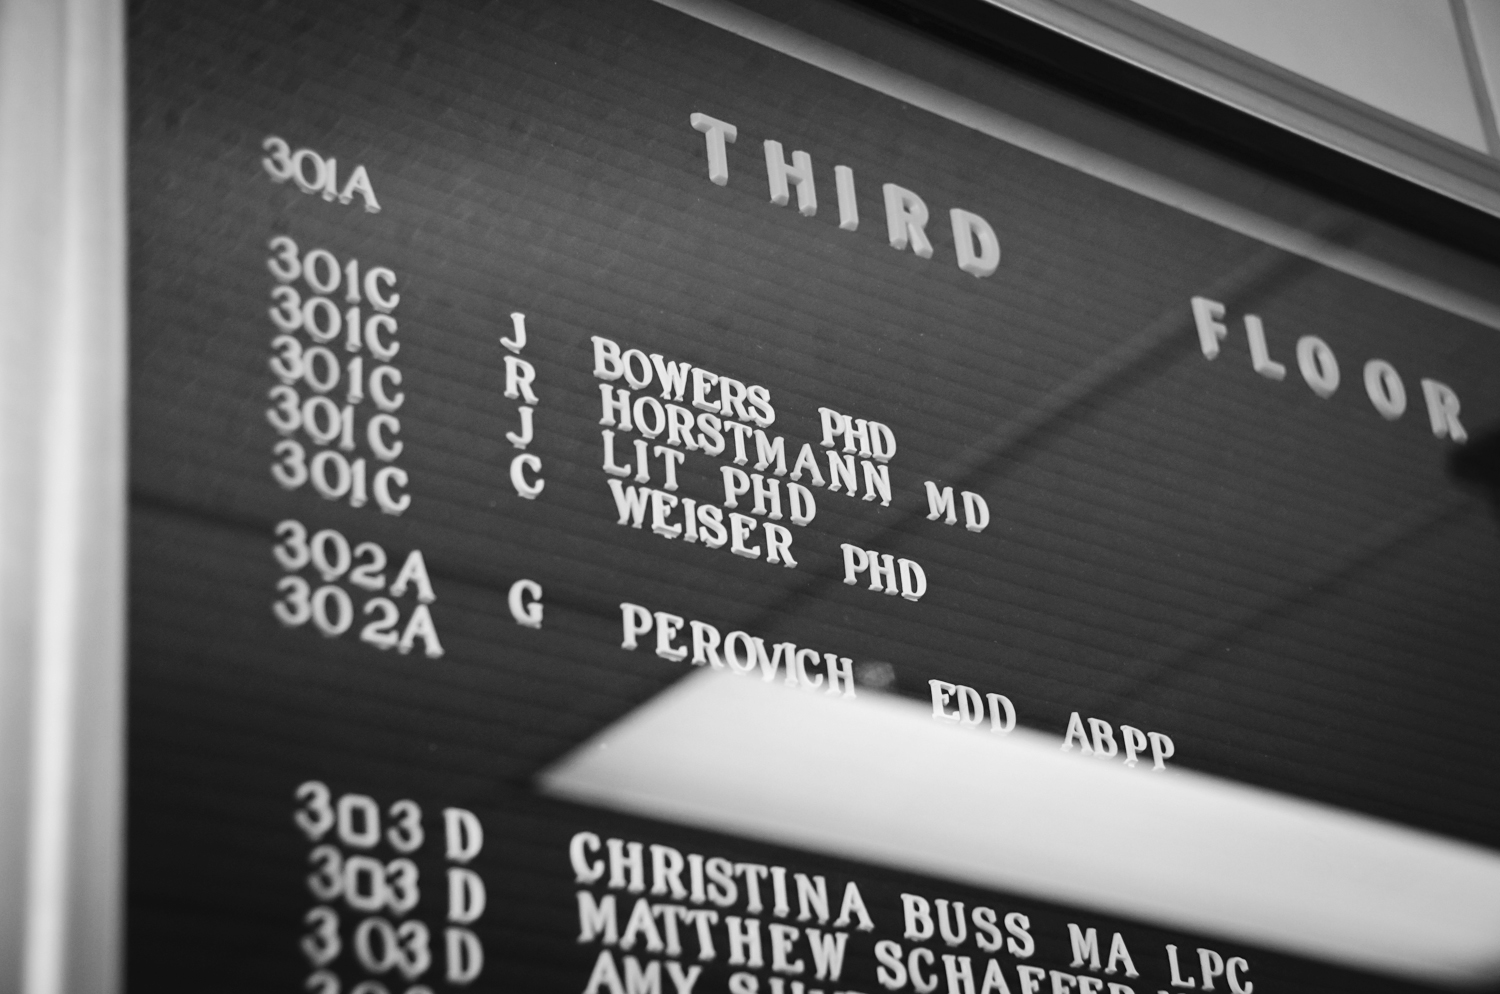 THIRD FLOOR
301A
301C J BOWERS PHD
301C R HORSTMANN MD
301C J LIT PHD
301C C WEISER PHD
301C
302A G PEROVICH EDD ABPP
302A
303 D CHRISTINA BUSS MA LPC
303 D MATTHEW SCHAFFER
303 D AMY